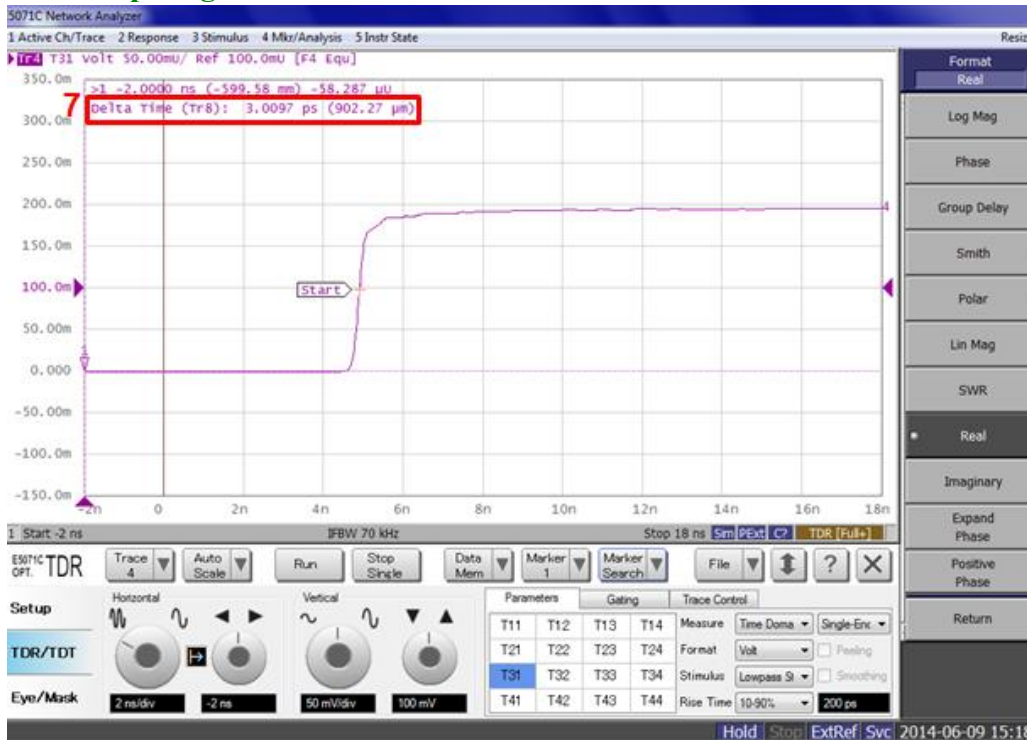 5071C Network Analyzer
1 Active Ch/Trace 2 Response 3 Stimulus 4 Mkr/Analysis 5 Instr State
Resiz
Tr4 T31 Volt 50.00mU/ Ref 100.0mU [F4 Equ]
>1 -2.0000 ns (-599.58 mm) -58.287 µU
7
Delta Time (Tr8): 3.0097 ps (902.27 µm)
350.0m
300.0m
250.0m
200.0m
150.0m
100.0m
50.00m
0.000
-50.00m
-100.0m
-150.0m
4
Start
1
-2n 0 2n 4n 6n 8n 10n 12n 14n 16n 18n
1 Start -2 ns IFBW 70 kHz Stop 18 ns Sim PExt C? TDR [Full+]
Format
Real
Log Mag
Phase
Group Delay
Smith
Polar
Lin Mag
SWR
Real
Imaginary
Expand
Phase
Positive
Phase
Return
E5071C
OPT. TDR
Trace
4
Auto
Scale
Run
Stop
Single
Data
Mem
Marker
1
Marker
Search
File
?
X
Setup
TDR/TDT
Eye/Mask
Horizontal
2 ns/div
-2 ns
Vertical
50 mV/div
100 mV
Parameters Gating Trace Control
T11 T12 T13 T14
T21 T22 T23 T24
T31 T32 T33 T34
T41 T42 T43 T44
Measure Time Doma Single-End
Format Volt Peeling
Stimulus Lowpass St Smoothing
Rise Time 10-90% 200 ps
Hold Stop ExtRef Svc 2014-06-09 15:18